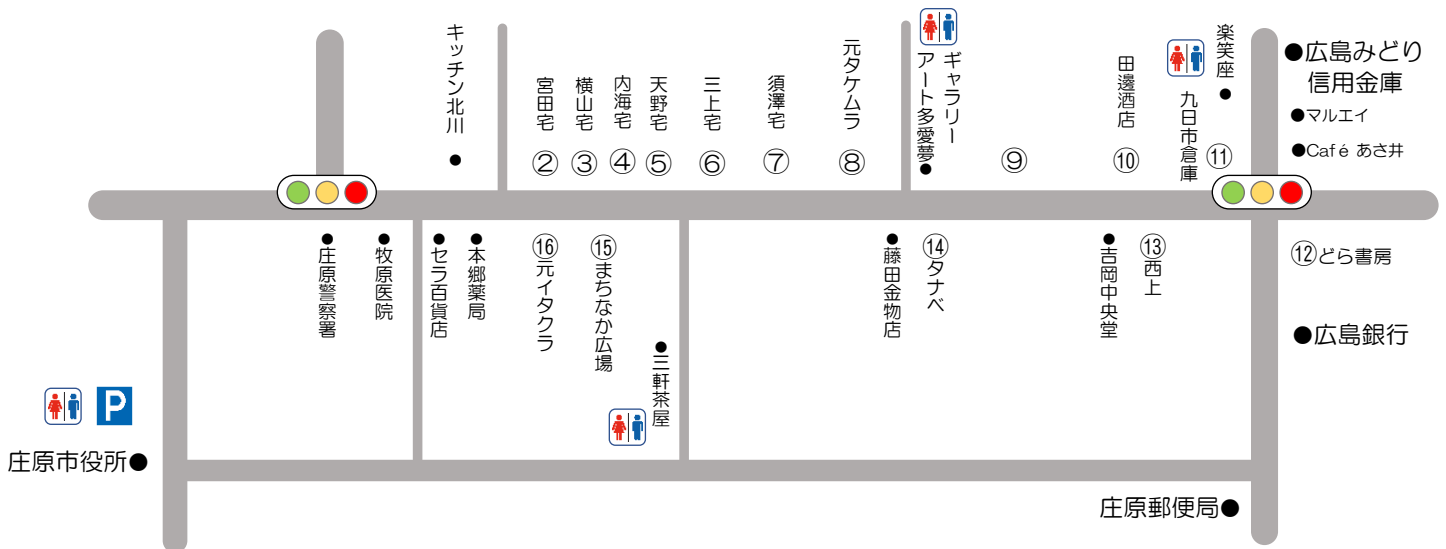 キッチン北川
宮田宅
②
横山宅
③
内海宅
④
天野宅
⑤
三上宅
⑥
須澤宅
⑦
元タケムラ
⑧
ギャラリー
アート多愛夢
⑨
田邊酒店
⑩
九日市倉庫
楽笑座
⑪
広島みどり
信用金庫
マルエイ
Café あさ井
庄原警察署
牧原医院
セラ百貨店
本郷薬局
⑯元イタクラ
⑮まちなか広場
三軒茶屋
藤田金物店
⑭タナベ
吉岡中央堂
⑬西上
⑫どら書房
広島銀行
P
庄原市役所
庄原郵便局